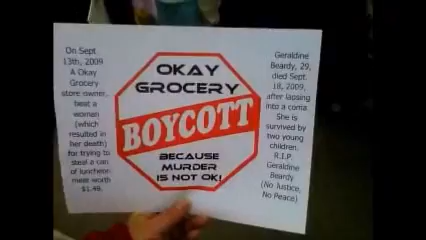 On Sept
13th, 2009
A Okay
Grocery
store owner,
beat a
woman
(which
resulted in
her death)
for trying to
steal a can
of luncheon
meat worth
$1.49.
OKAY
GROCERY
BOYCOTT
BECAUSE
MURDER
IS NOT OK!
Geraldine
Beardy, 29,
died Sept.
18, 2009,
after lapsing
into a coma.
She is
survived by
two young
children.
R.I.P.
Geraldine
Beardy
(No Justice,
No Peace)